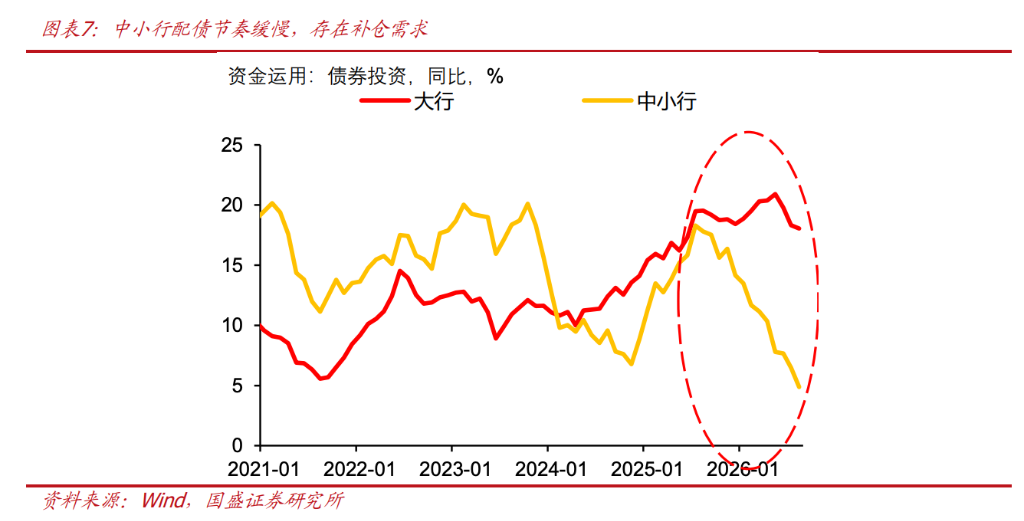 图表7：中小行配债节奏缓慢，存在补仓需求
资金运用：债券投资，同比，%
大行 中小行
25
20
15
10
5
0
2021-01 2022-01 2023-01 2024-01 2025-01 2026-01
资料来源：Wind，国盛证券研究所